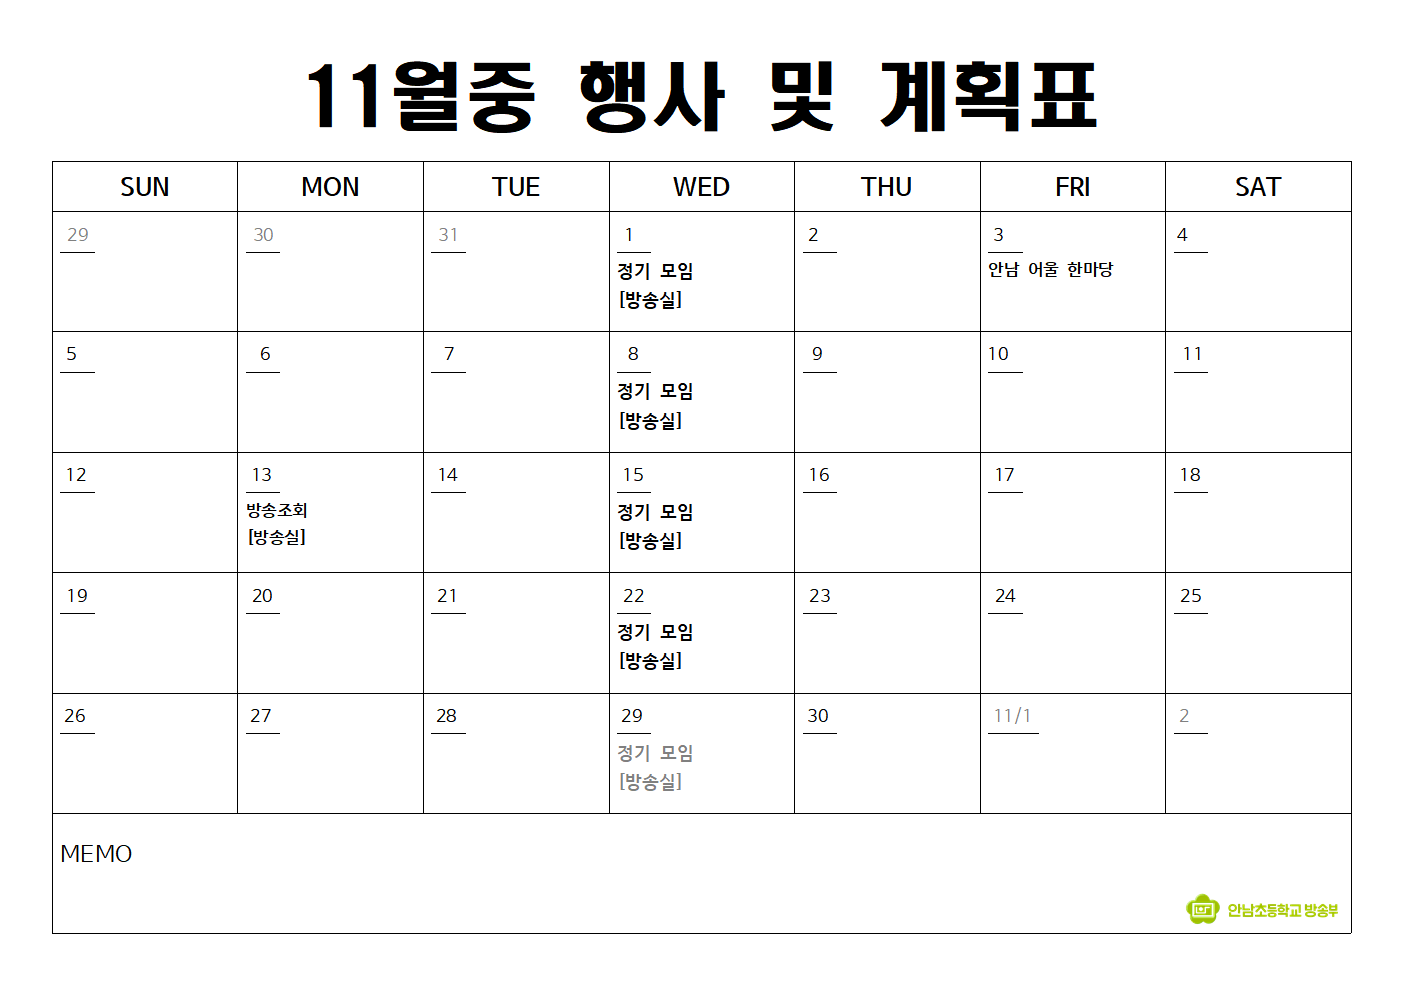 11월중 행사 및 계획표
SUN MON TUE WED THU FRI SAT
29 30 31 1 2 3 4
정기 모임 안남 어울 한마당
[방송실]
5 6 7 8 9 10 11
정기 모임
[방송실]
12 13 14 15 16 17 18
방송조회 정기 모임
[방송실] [방송실]
19 20 21 22 23 24 25
정기 모임
[방송실]
26 27 28 29 30 11/1 2
정기 모임
[방송실]
MEMO
안남초등학교 방송부